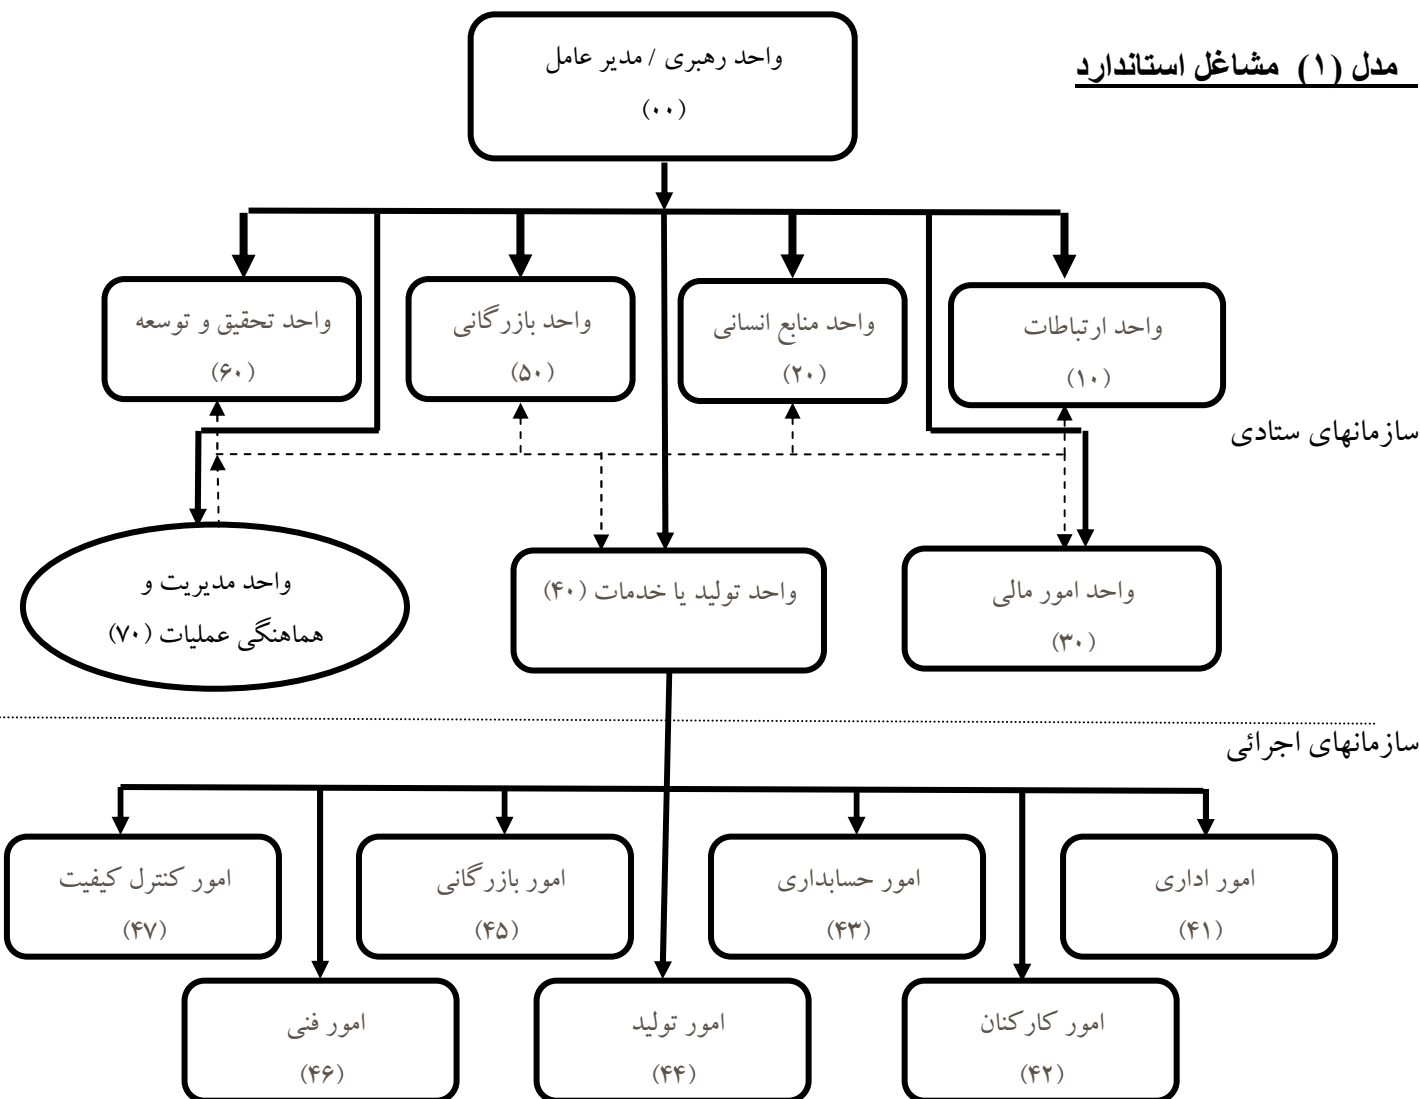 مدل (۱) مشاغل استاندارد
واحد رهبری / مدیر عامل
(۰۰)
واحد ارتباطات
(۱۰)
واحد منابع انسانی
(۲۰)
واحد بازرگانی
(۵۰)
واحد تحقیق و توسعه
(۶۰)
سازمانهای ستادی
واحد امور مالی
(۳۰)
واحد تولید یا خدمات (۴۰)
واحد مدیریت و
هماهنگی عملیات (۷۰)
سازمانهای اجرائی
امور اداری
(۴۱)
امور حسابداری
(۴۳)
امور بازرگانی
(۴۵)
امور کنترل کیفیت
(۴۷)
امور کارکنان
(۴۲)
امور تولید
(۴۴)
امور فنی
(۴۶)